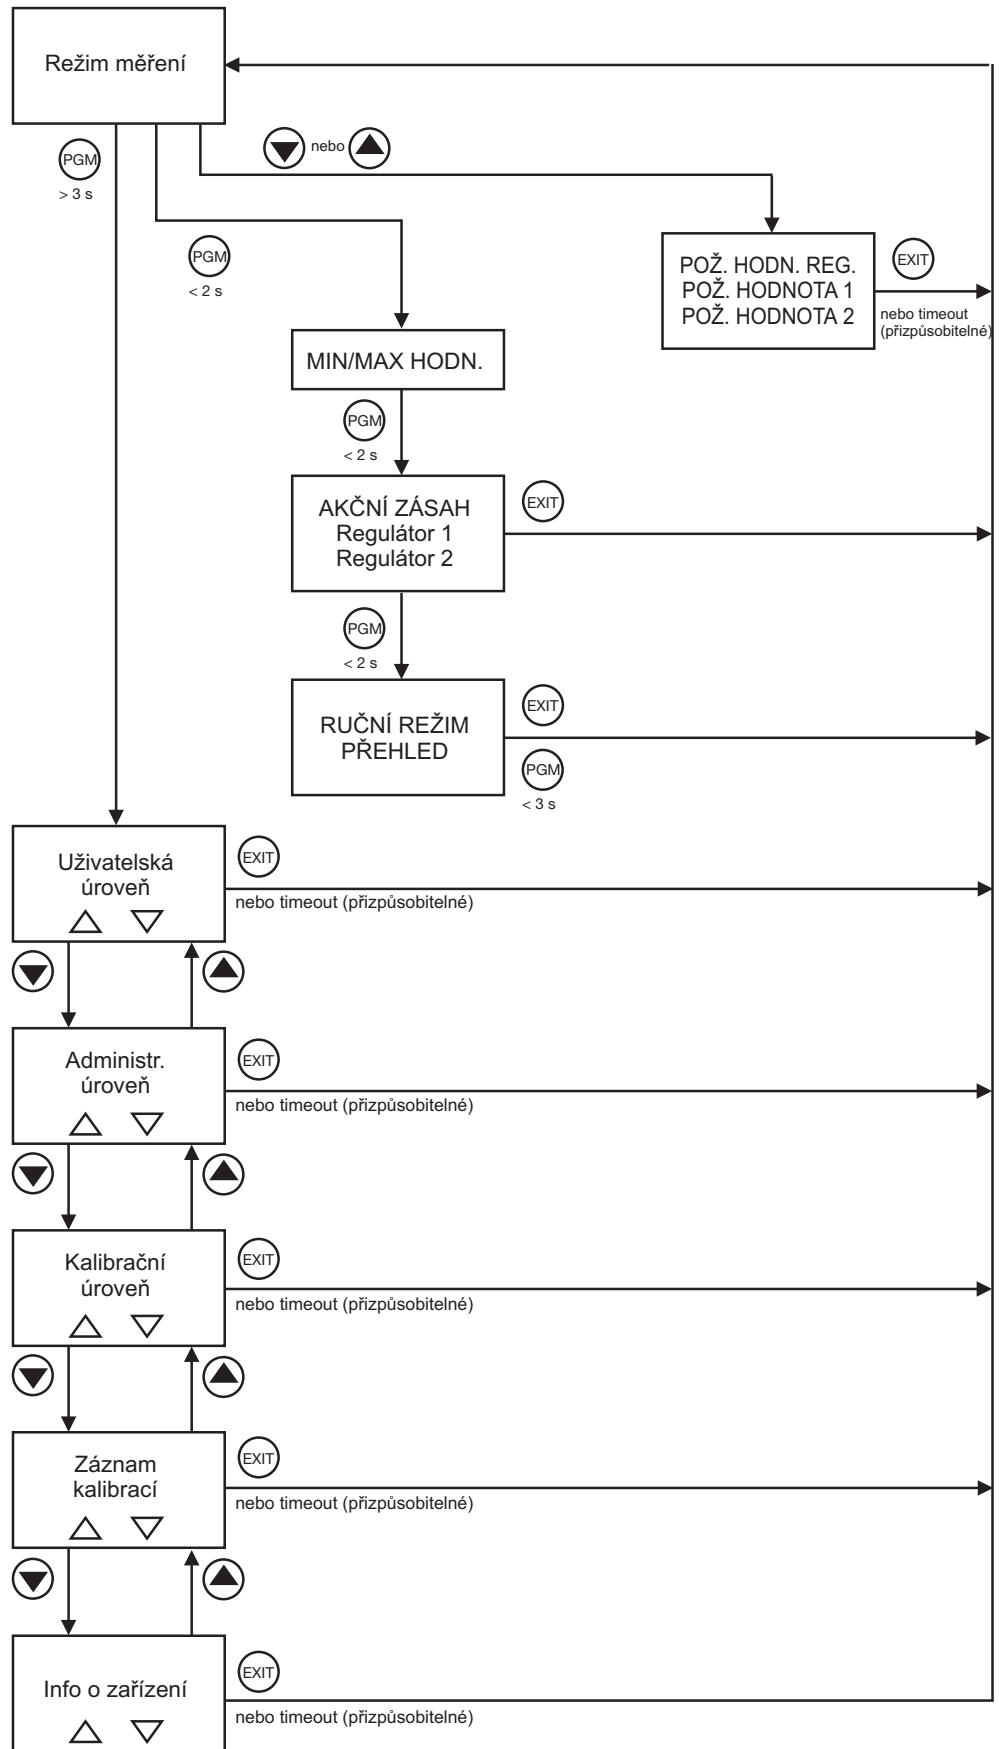 Režim měření
PGM
> 3 s
nebo
PGM
< 2 s
POŽ. HODN. REG.
POŽ. HODNOTA 1
POŽ. HODNOTA 2
EXIT
nebo timeout
(přizpůsobitelné)
MIN/MAX HODN.
PGM
< 2 s
AKČNÍ ZÁSAH
Regulátor 1
Regulátor 2
EXIT
PGM
< 2 s
RUČNÍ REŽIM
PŘEHLED
EXIT
PGM
< 3 s
Uživatelská
úroveň
EXIT
nebo timeout (přizpůsobitelné)
Administr.
úroveň
EXIT
nebo timeout (přizpůsobitelné)
Kalibrační
úroveň
EXIT
nebo timeout (přizpůsobitelné)
Záznam
kalibrací
EXIT
nebo timeout (přizpůsobitelné)
Info o zařízení
EXIT
nebo timeout (přizpůsobitelné)